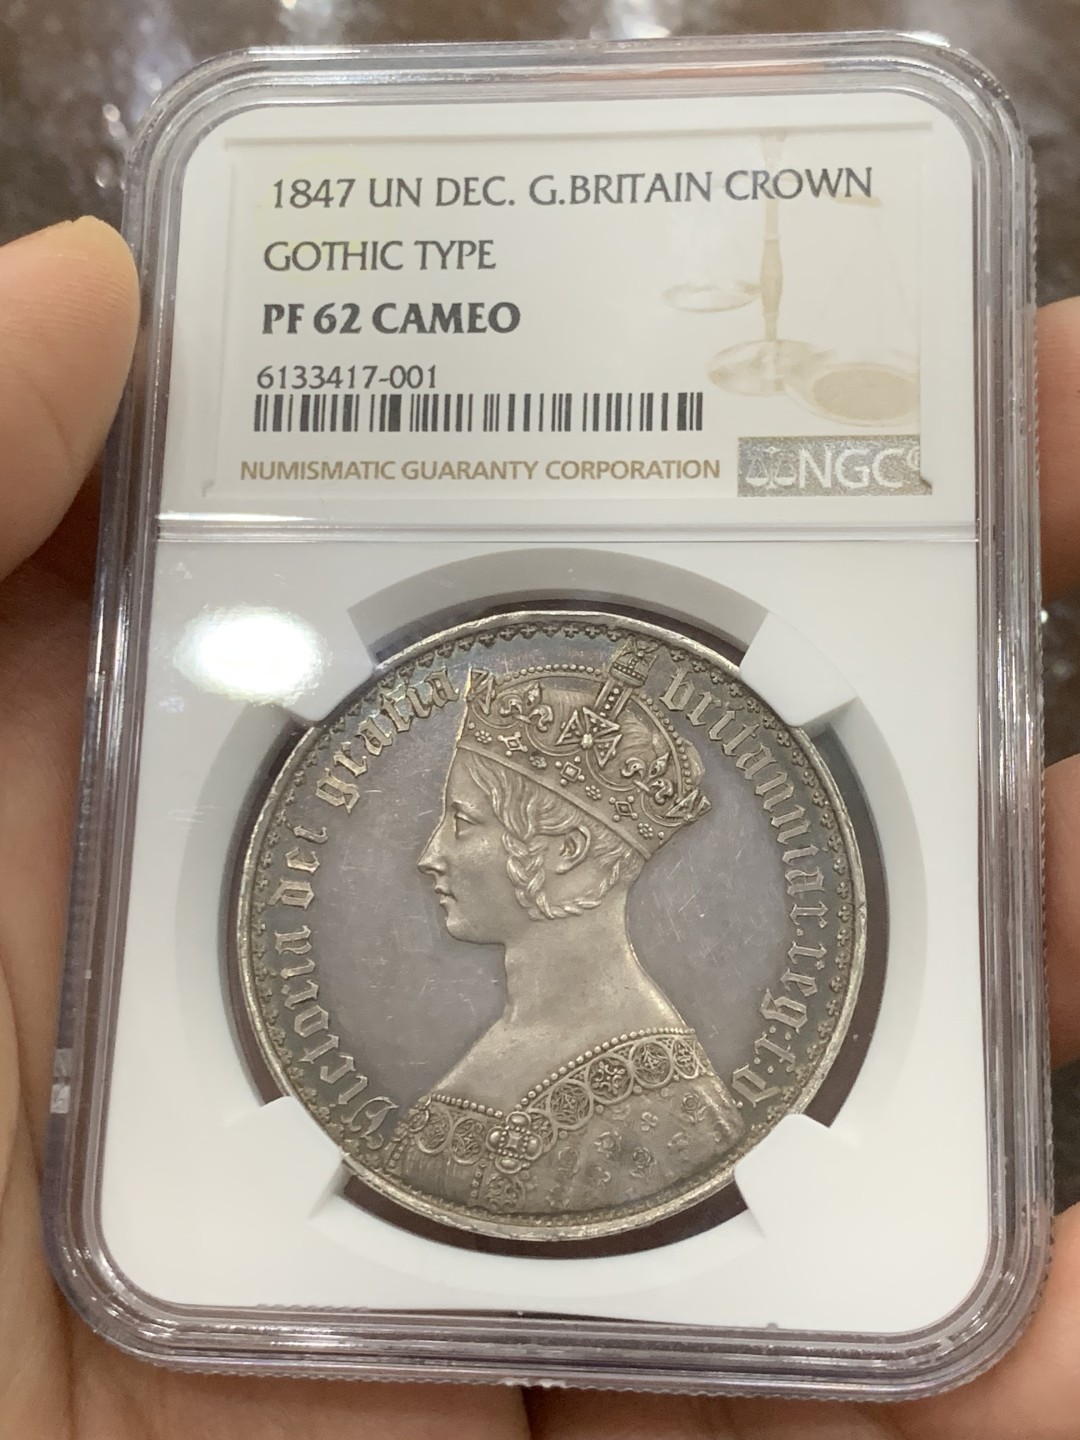 1847 UN DEC. G.BRITAIN CROWN
GOTHIC TYPE
PF 62 CAMEO
6133417-001
NUMISMATIC GUARANTY CORPORATION
NGC
Victoria dei gratia britanniar. reg: f: d